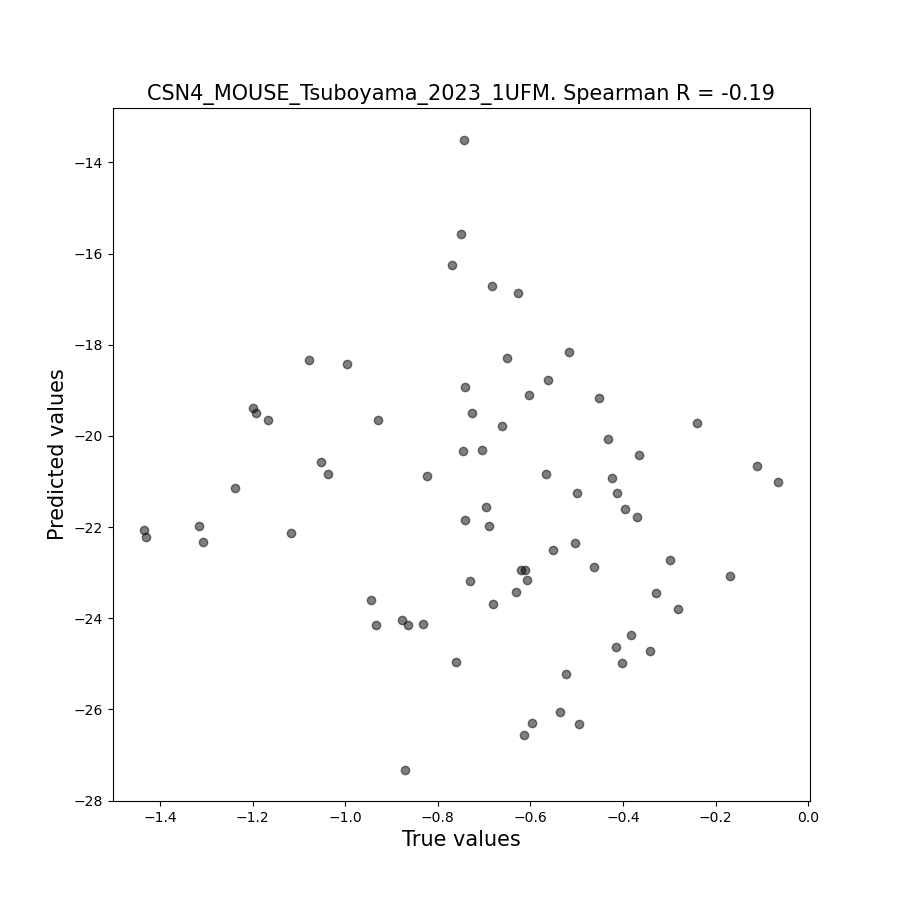 CSN4_MOUSE_Tsuboyama_2023_1UFM. Spearman R = -0.19
Predicted values
−14
−16
−18
−20
−22
−24
−26
−28
−1.4 −1.2 −1.0 −0.8 −0.6 −0.4 −0.2 0.0
True values